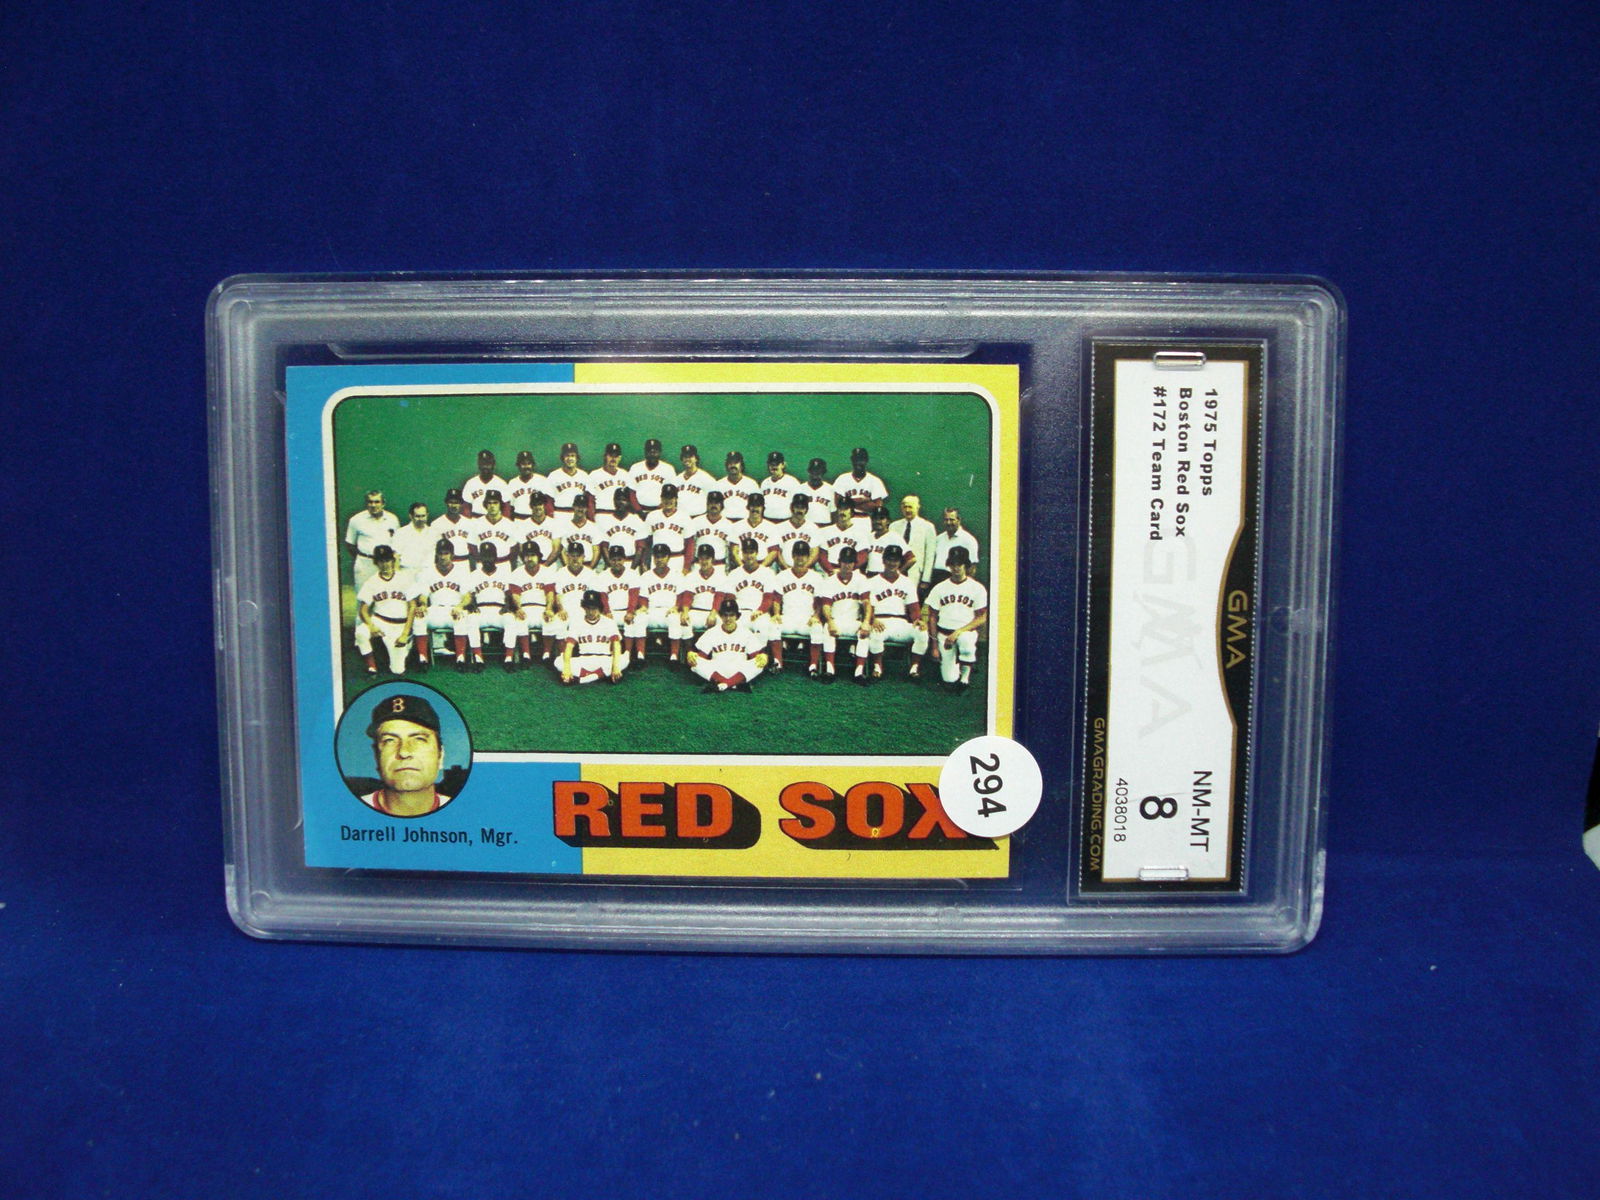 Darrell Johnson, Mgr.
RED SOX
294
1975 Topps
Boston Red Sox
#172 Team Card
GMA
GMA
NM-MT
8
4038018
GMAGRADING.COM
B